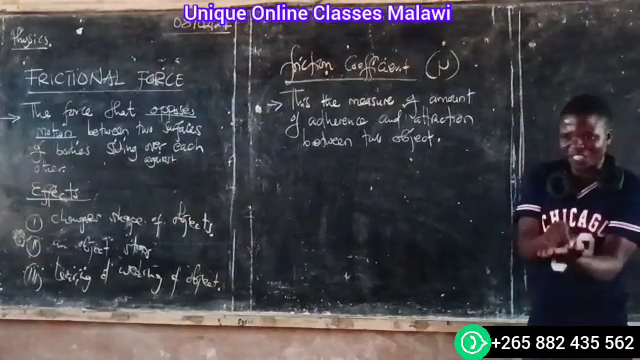 Unique Online Classes Malawi
Physics.
FRICTIONAL FORCE
→ The force that opposes
motion between two surfaces
of bodies sliding over each
against
other.
Effects
(i) changes shape of objects
(ii) an object stops
(iii) wearing of object.
friction Coefficient (μ)
→ This the measure of amount
of adherence and attraction
between two object.
CHICAGO
+265 882 435 562